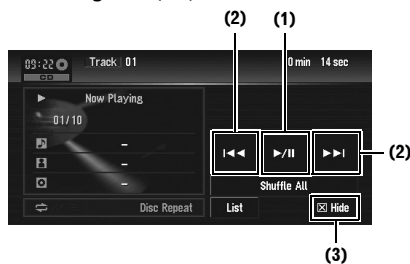 (2) (1)
09:22 Track 01 0 min 14 sec
CD
Now Playing
01/10
–
–
–
(2)
Shuffle All
Disc Repeat List Hide
(3)